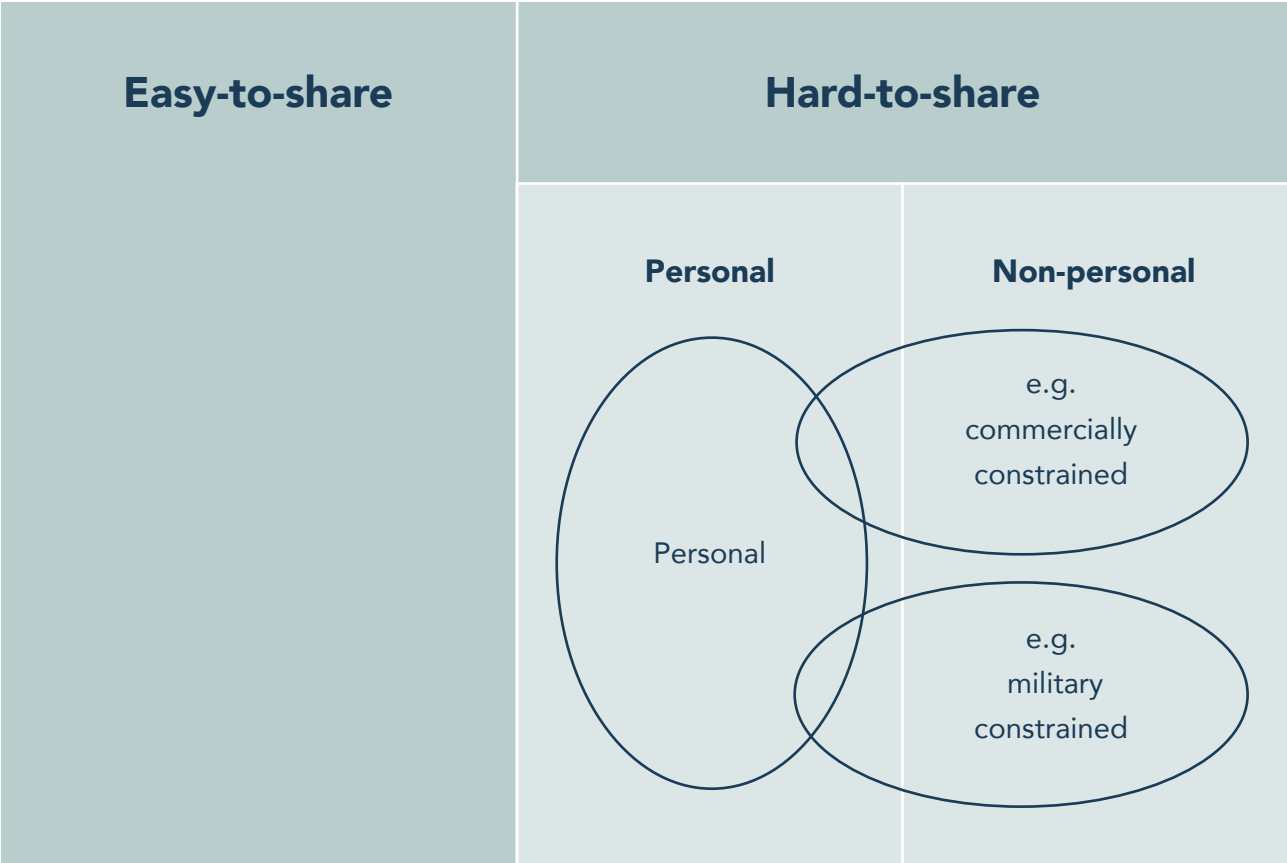 Easy-to-share
Hard-to-share
Personal
Non-personal
e.g.
commercially
constrained
Personal
e.g.
military
constrained